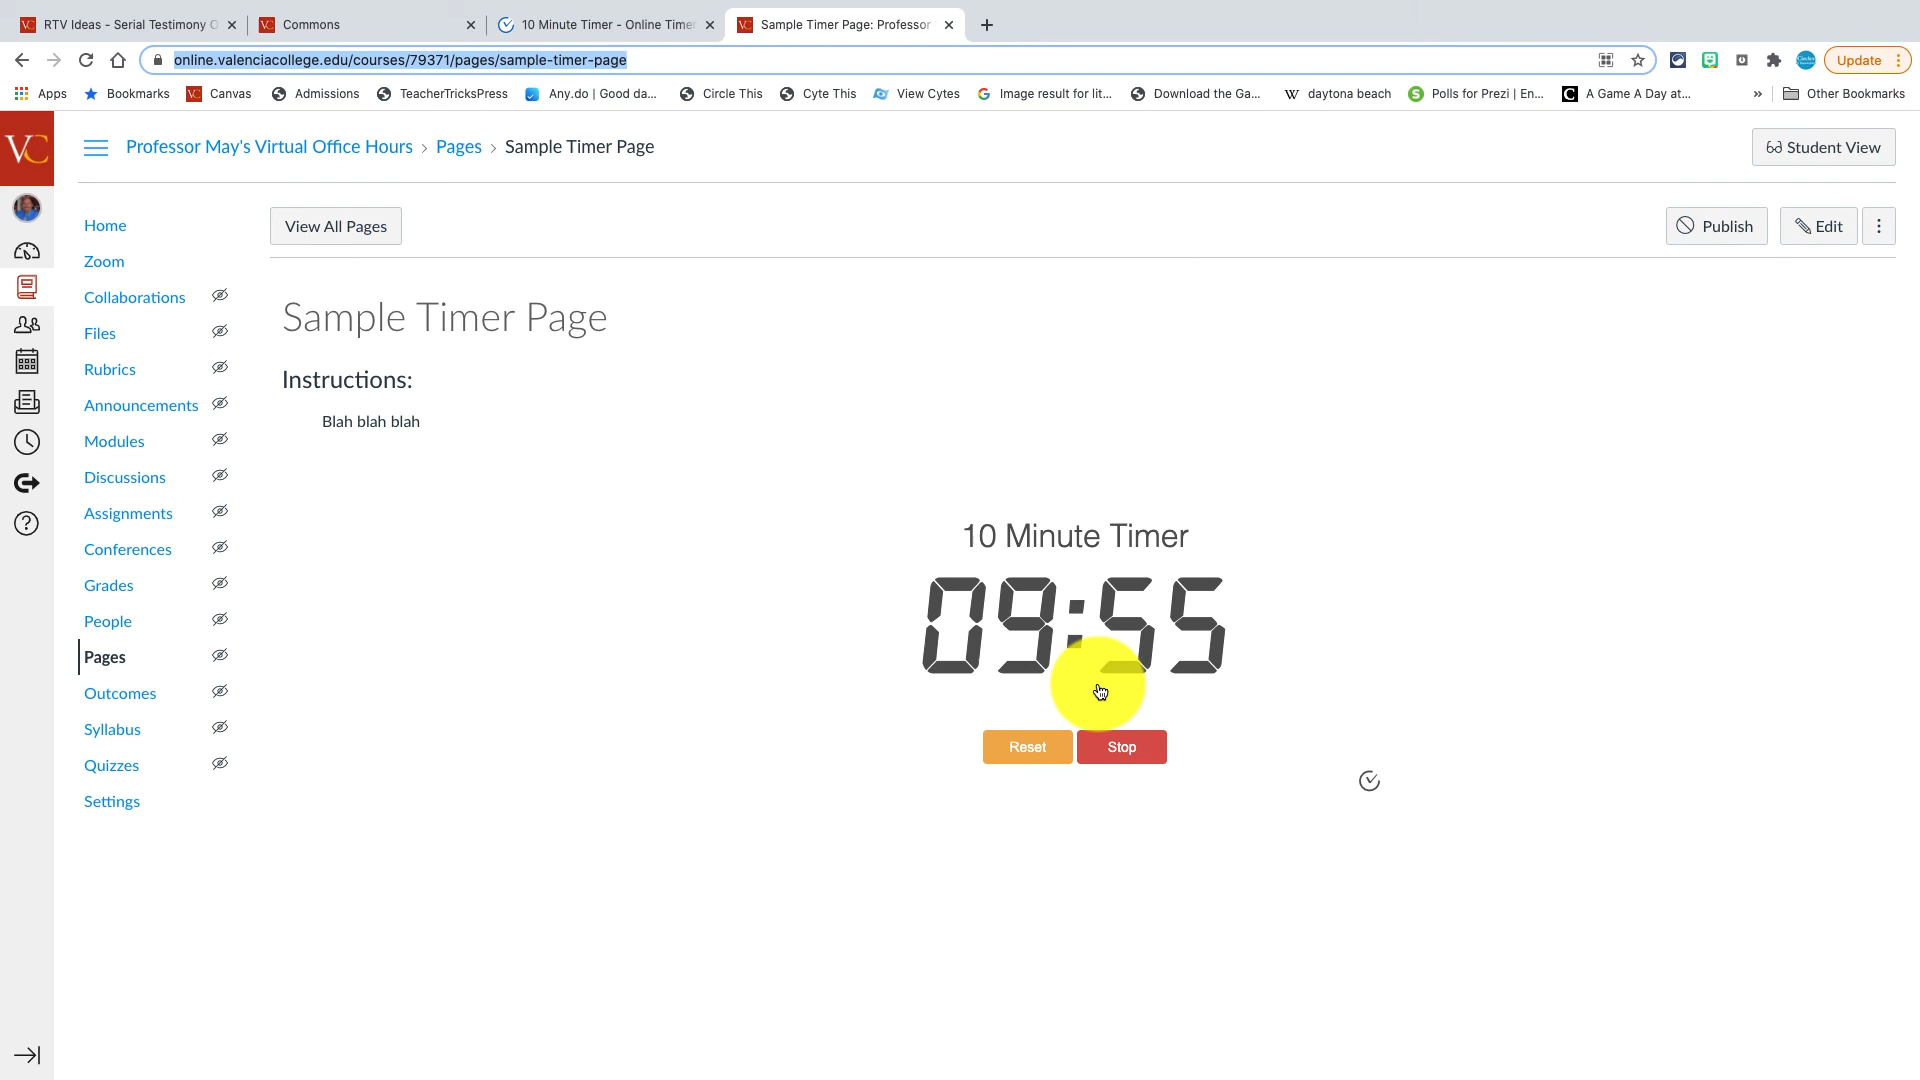 RTV Ideas - Serial Testimony
Commons
10 Minute Timer - Online Timer
Sample Timer Page: Professor
online.valenciacollege.edu/courses/79371/pages/sample-timer-page
Update
Apps Bookmarks Canvas Admissions TeacherTricksPress Any.do | Good da... Circle This Cyte This View Cytes Image result for lit... Download the Ga... daytona beach Polls for Prezi | En... A Game A Day at... » Other Bookmarks
VC
Professor May's Virtual Office Hours > Pages > Sample Timer Page
Student View
Home
Zoom
Collaborations
Files
Rubrics
Announcements
Modules
Discussions
Assignments
Conferences
Grades
People
Pages
Outcomes
Syllabus
Quizzes
Settings
View All Pages
Publish
Edit
Sample Timer Page
Instructions:
Blah blah blah
10 Minute Timer
09:55
Reset
Stop